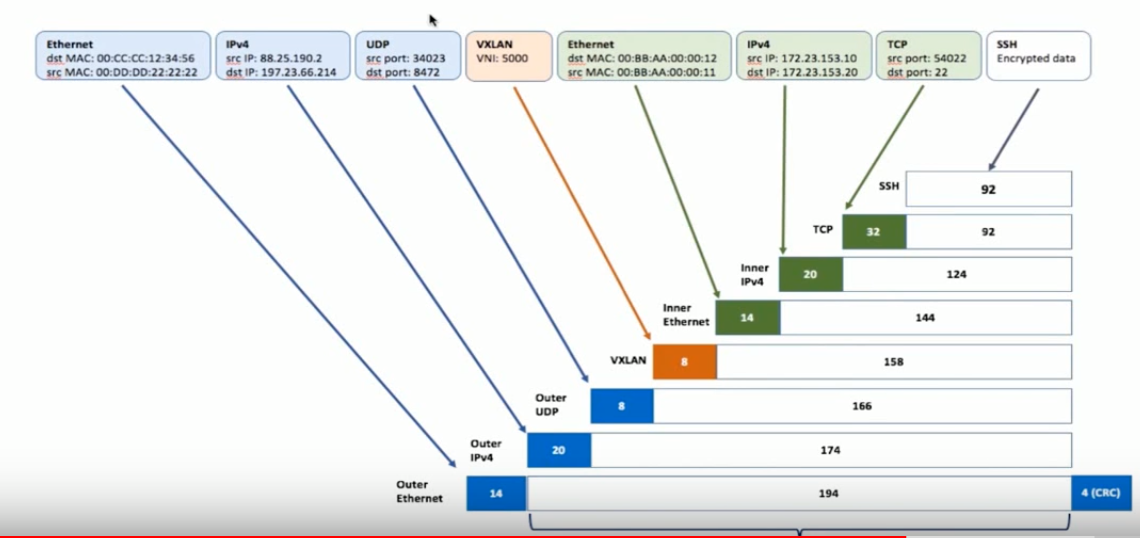 Ethernet
dst MAC: 00:CC:CC:12:34:56
src MAC: 00:DD:DD:22:22:22
IPv4
src IP: 88.25.190.2
dst IP: 197.23.66.214
UDP
src port: 34023
dst port: 8472
VXLAN
VNI: 5000
Ethernet
dst MAC: 00:BB:AA:00:00:12
src MAC: 00:BB:AA:00:00:11
IPv4
src IP: 172.23.153.10
dst IP: 172.23.153.20
TCP
src port: 54022
dst port: 22
SSH
Encrypted data
SSH
92
TCP
32
92
Inner
IPv4
20
124
Inner
Ethernet
14
144
VXLAN
8
158
Outer
UDP
8
166
Outer
IPv4
20
174
Outer
Ethernet
14
194
4 (CRC)